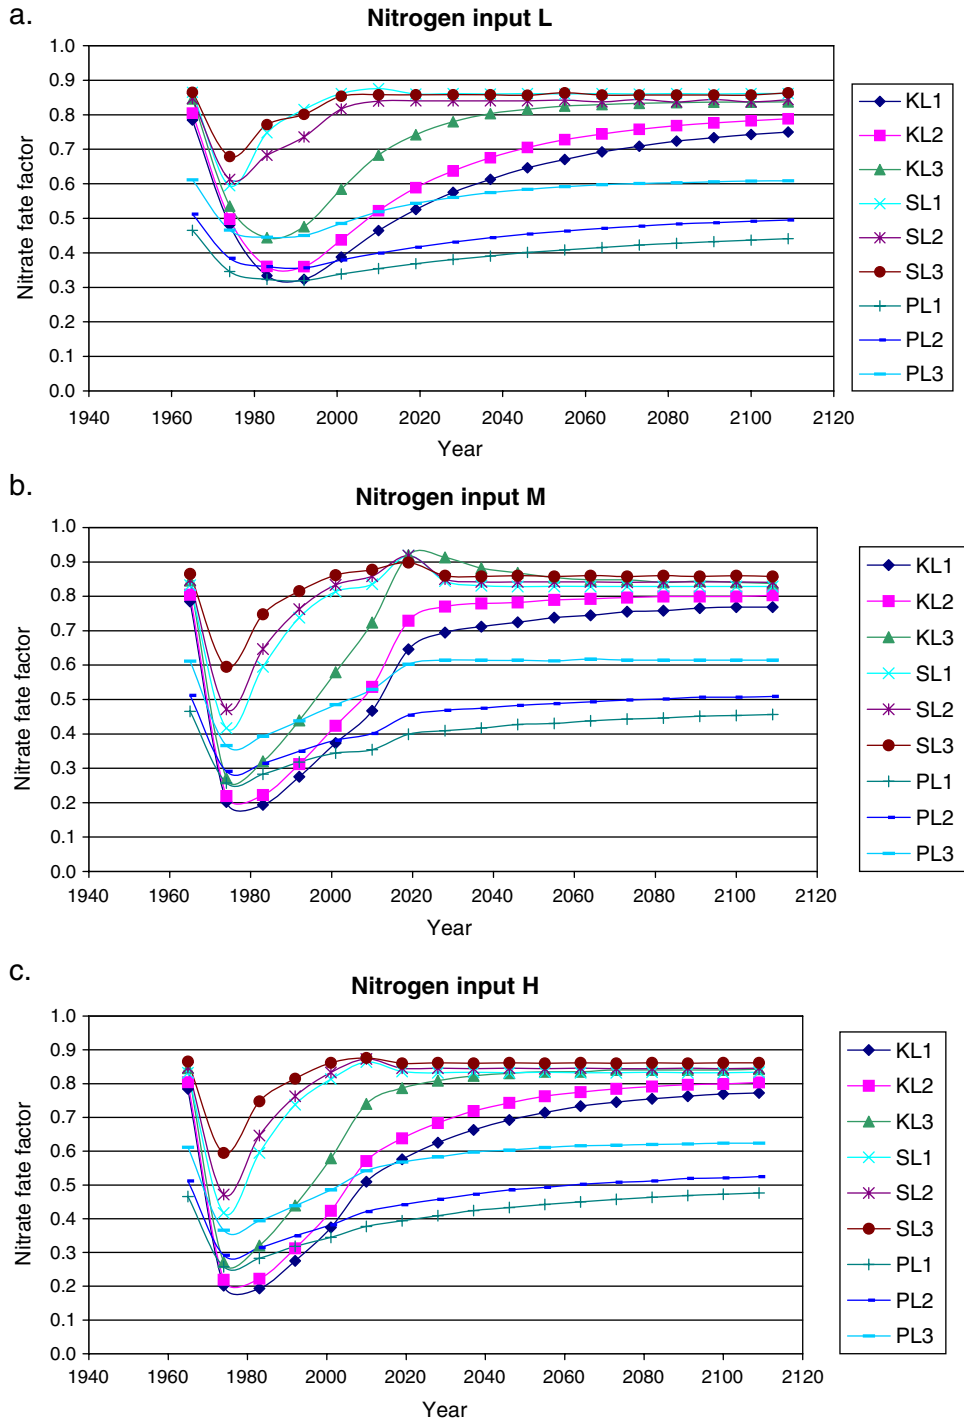 a.
Nitrogen input L
Nitrate fate factor
1.0
0.9
0.8
0.7
0.6
0.5
0.4
0.3
0.2
0.1
0.0
1940 1960 1980 2000 2020 2040 2060 2080 2100 2120
Year
KL1
KL2
KL3
SL1
SL2
SL3
PL1
PL2
PL3
b.
Nitrogen input M
Nitrate fate factor
1.0
0.9
0.8
0.7
0.6
0.5
0.4
0.3
0.2
0.1
0.0
1940 1960 1980 2000 2020 2040 2060 2080 2100 2120
Year
KL1
KL2
KL3
SL1
SL2
SL3
PL1
PL2
PL3
c.
Nitrogen input H
Nitrate fate factor
1.0
0.9
0.8
0.7
0.6
0.5
0.4
0.3
0.2
0.1
0.0
1940 1960 1980 2000 2020 2040 2060 2080 2100 2120
Year
KL1
KL2
KL3
SL1
SL2
SL3
PL1
PL2
PL3